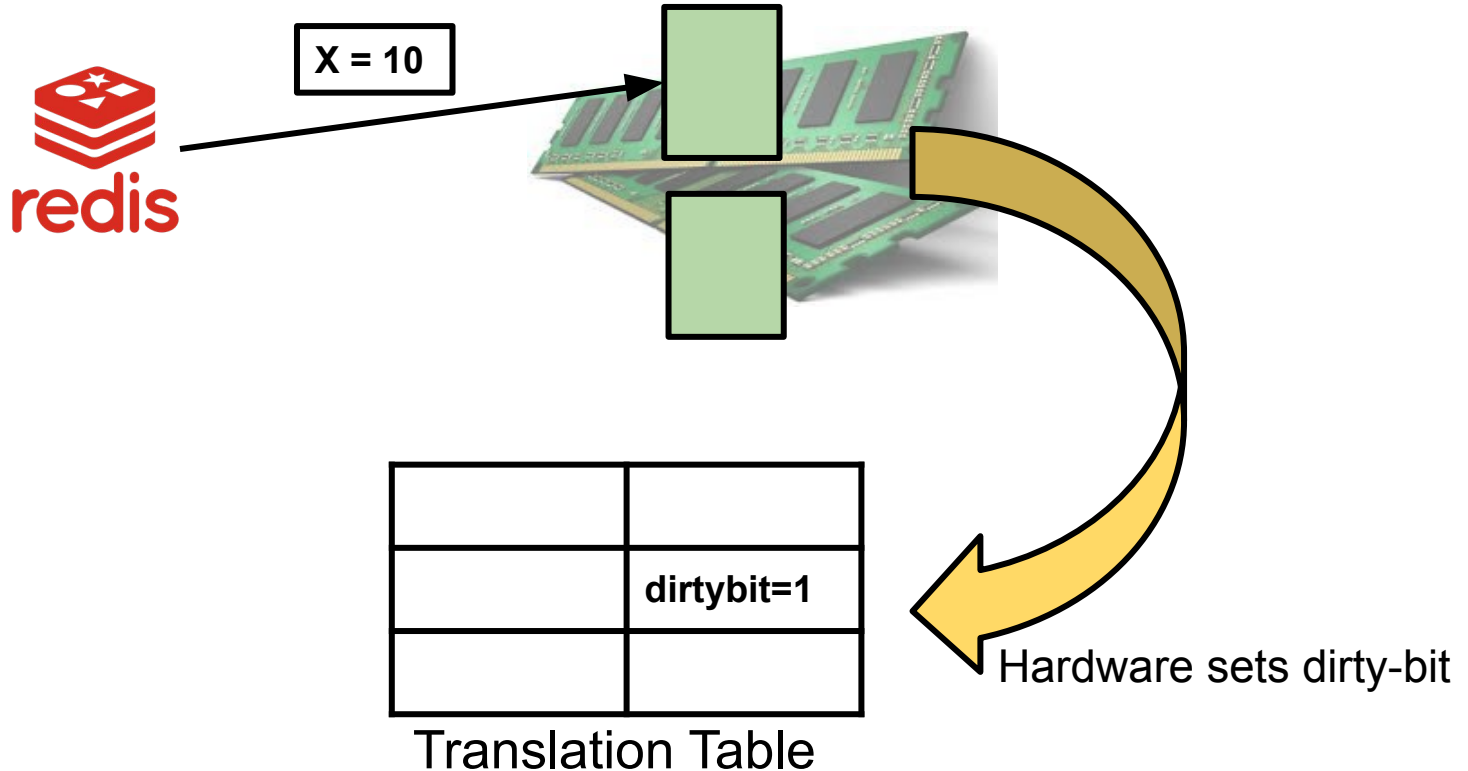 X = 10
redis
dirtybit=1
Hardware sets dirty-bit
Translation Table